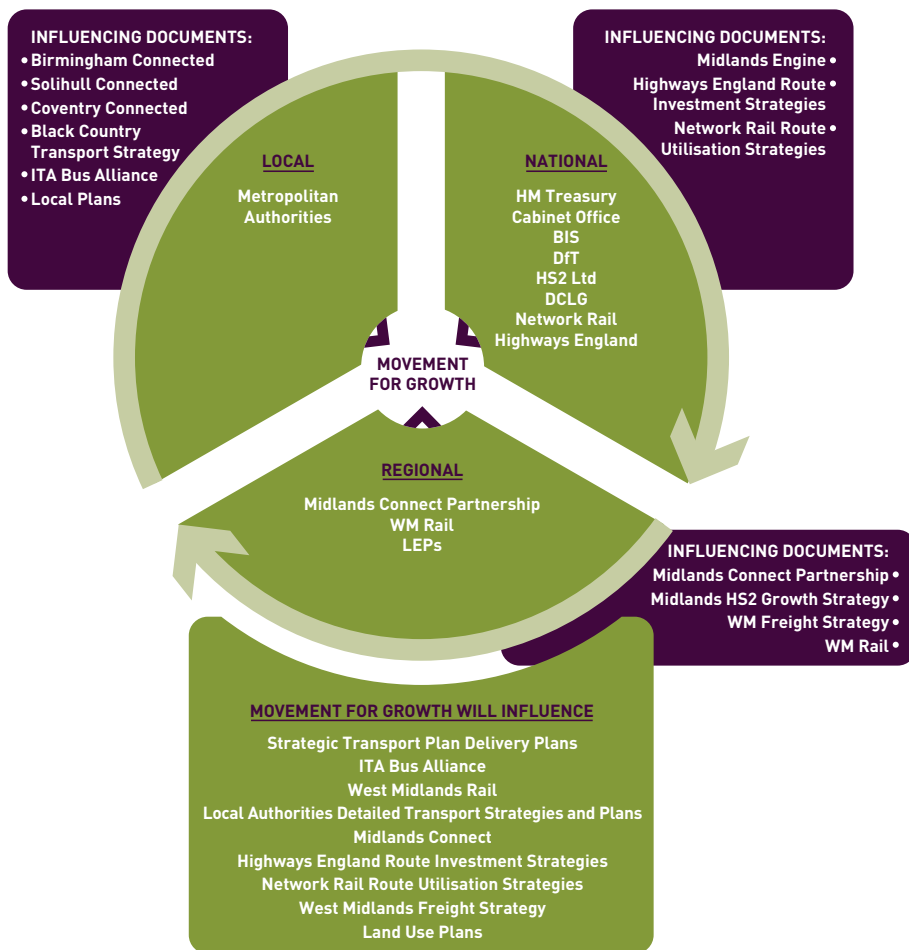 INFLUENCING DOCUMENTS:
• Birmingham Connected
• Solihull Connected
• Coventry Connected
• Black Country
Transport Strategy
• ITA Bus Alliance
• Local Plans
INFLUENCING DOCUMENTS:
Midlands Engine •
Highways England Route •
Investment Strategies
Network Rail Route •
Utilisation Strategies
LOCAL
Metropolitan
Authorities
NATIONAL
HM Treasury
Cabinet Office
BIS
DfT
HS2 Ltd
DCLG
Network Rail
Highways England
MOVEMENT
FOR GROWTH
REGIONAL
Midlands Connect Partnership
WM Rail
LEPs
INFLUENCING DOCUMENTS:
Midlands Connect Partnership •
Midlands HS2 Growth Strategy •
WM Freight Strategy •
WM Rail •
MOVEMENT FOR GROWTH WILL INFLUENCE
Strategic Transport Plan Delivery Plans
ITA Bus Alliance
West Midlands Rail
Local Authorities Detailed Transport Strategies and Plans
Midlands Connect
Highways England Route Investment Strategies
Network Rail Route Utilisation Strategies
West Midlands Freight Strategy
Land Use Plans